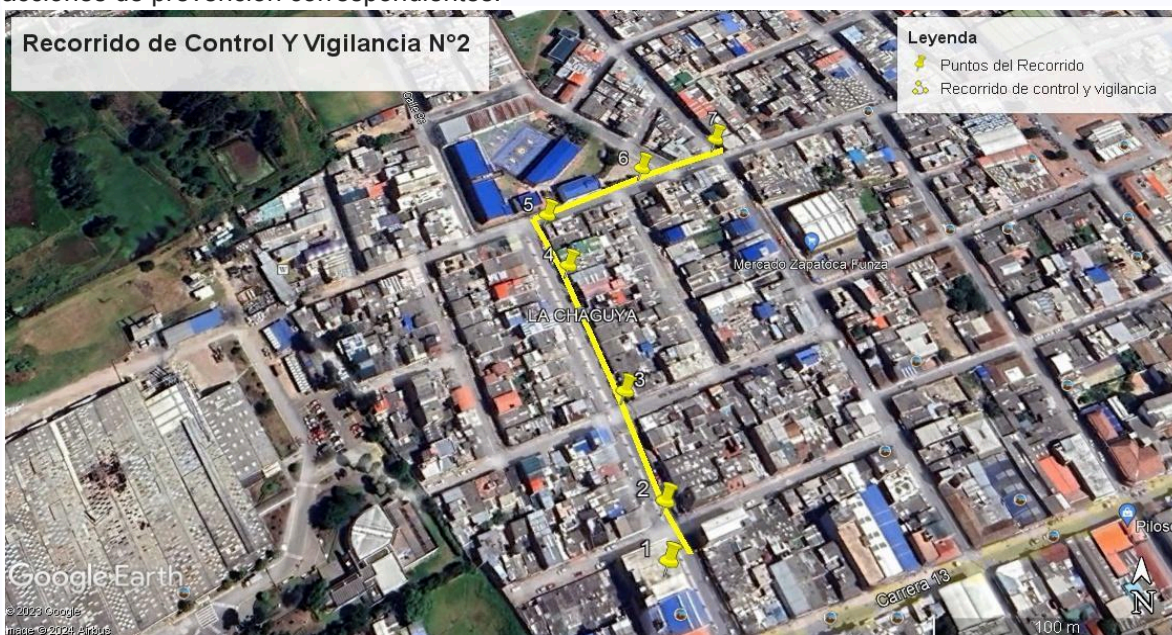 acciones de prevención correspondientes.
Recorrido de Control Y Vigilancia N°2
Leyenda
Puntos del Recorrido
Recorrido de control y vigilancia
7
6
5
4
Mercado Zapatoca Funza
LA CHAGUYA
3
2
1
Pilos
Carrera 13
Google Earth
© 2023 Google
Image © 2024 Airbus
100 m
N